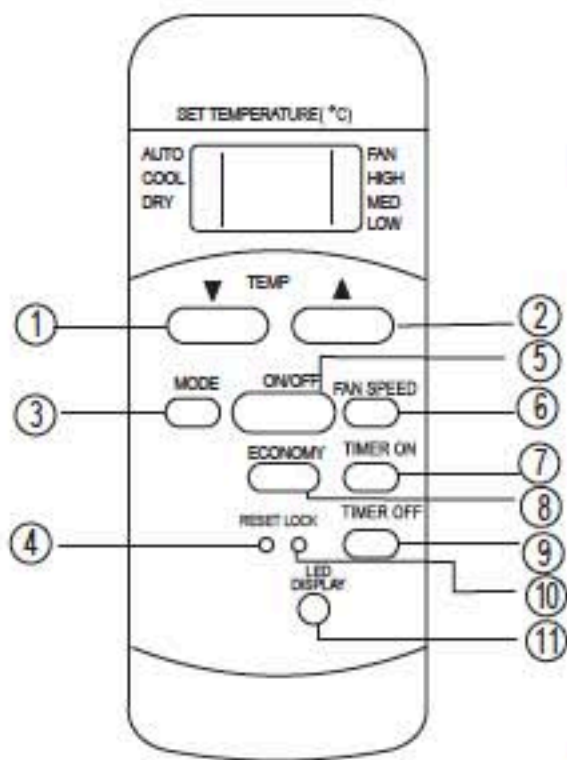 SET TEMPERATURE( °C)
AUTO FAN
COOL HIGH
DRY MED
LOW
▼ TEMP ▲
① ②
⑤
MODE ON/OFF FAN SPEED
③ ⑥
ECONOMY TIMER ON
⑦
⑧
RESET LOCK TIMER OFF
④ ⑨
LED
DISPLAY
⑩
⑪